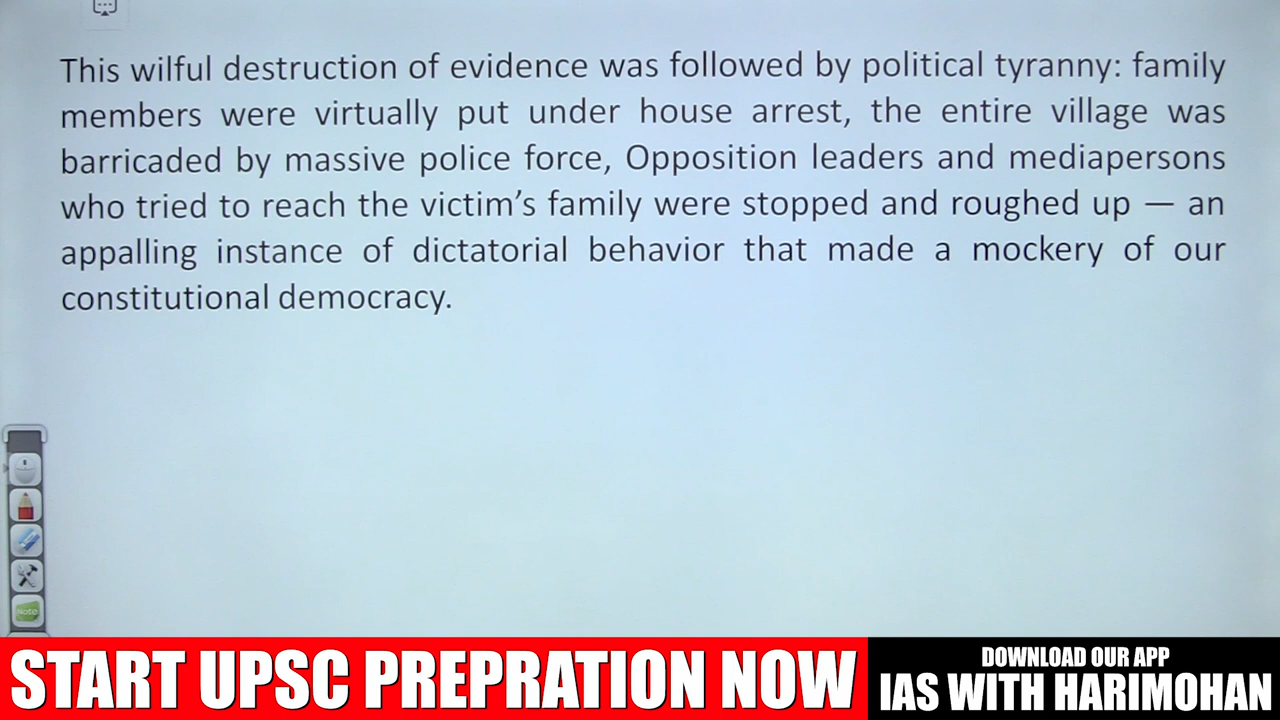 This wilful destruction of evidence was followed by political tyranny: family
members were virtually put under house arrest, the entire village was
barricaded by massive police force, Opposition leaders and mediapersons
who tried to reach the victim's family were stopped and roughed up — an
appalling instance of dictatorial behavior that made a mockery of our
constitutional democracy.
Note
START UPSC PREPRATION NOW
DOWNLOAD OUR APP
IAS WITH HARIMOHAN